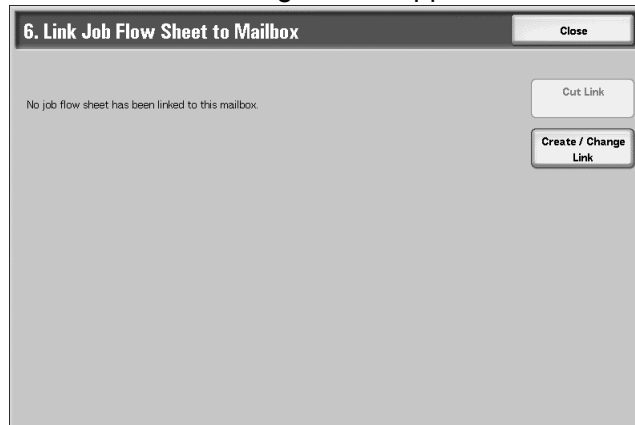 6. Link Job Flow Sheet to Mailbox
Close
No job flow sheet has been linked to this mailbox.
Cut Link
Create / Change
Link